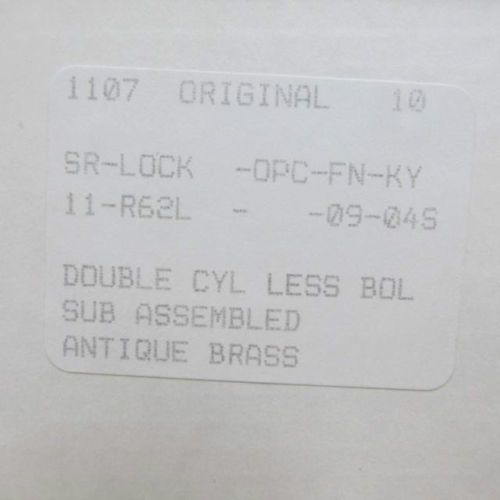 1107 ORIGINAL 10
SR-LOCK -OPC-FN-KY
11-R62L - -09-04S
DOUBLE CYL LESS BOL
SUB ASSEMBLED
ANTIQUE BRASS